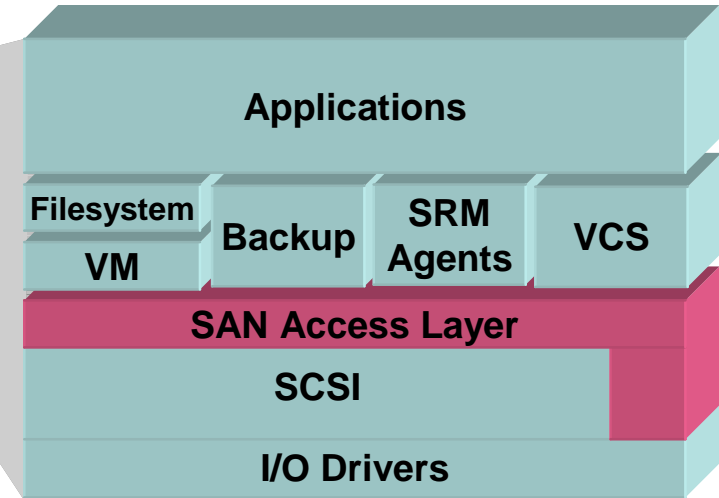 Applications
Filesystem
VM
Backup
SRM
Agents
VCS
SAN Access Layer
SCSI
I/O Drivers